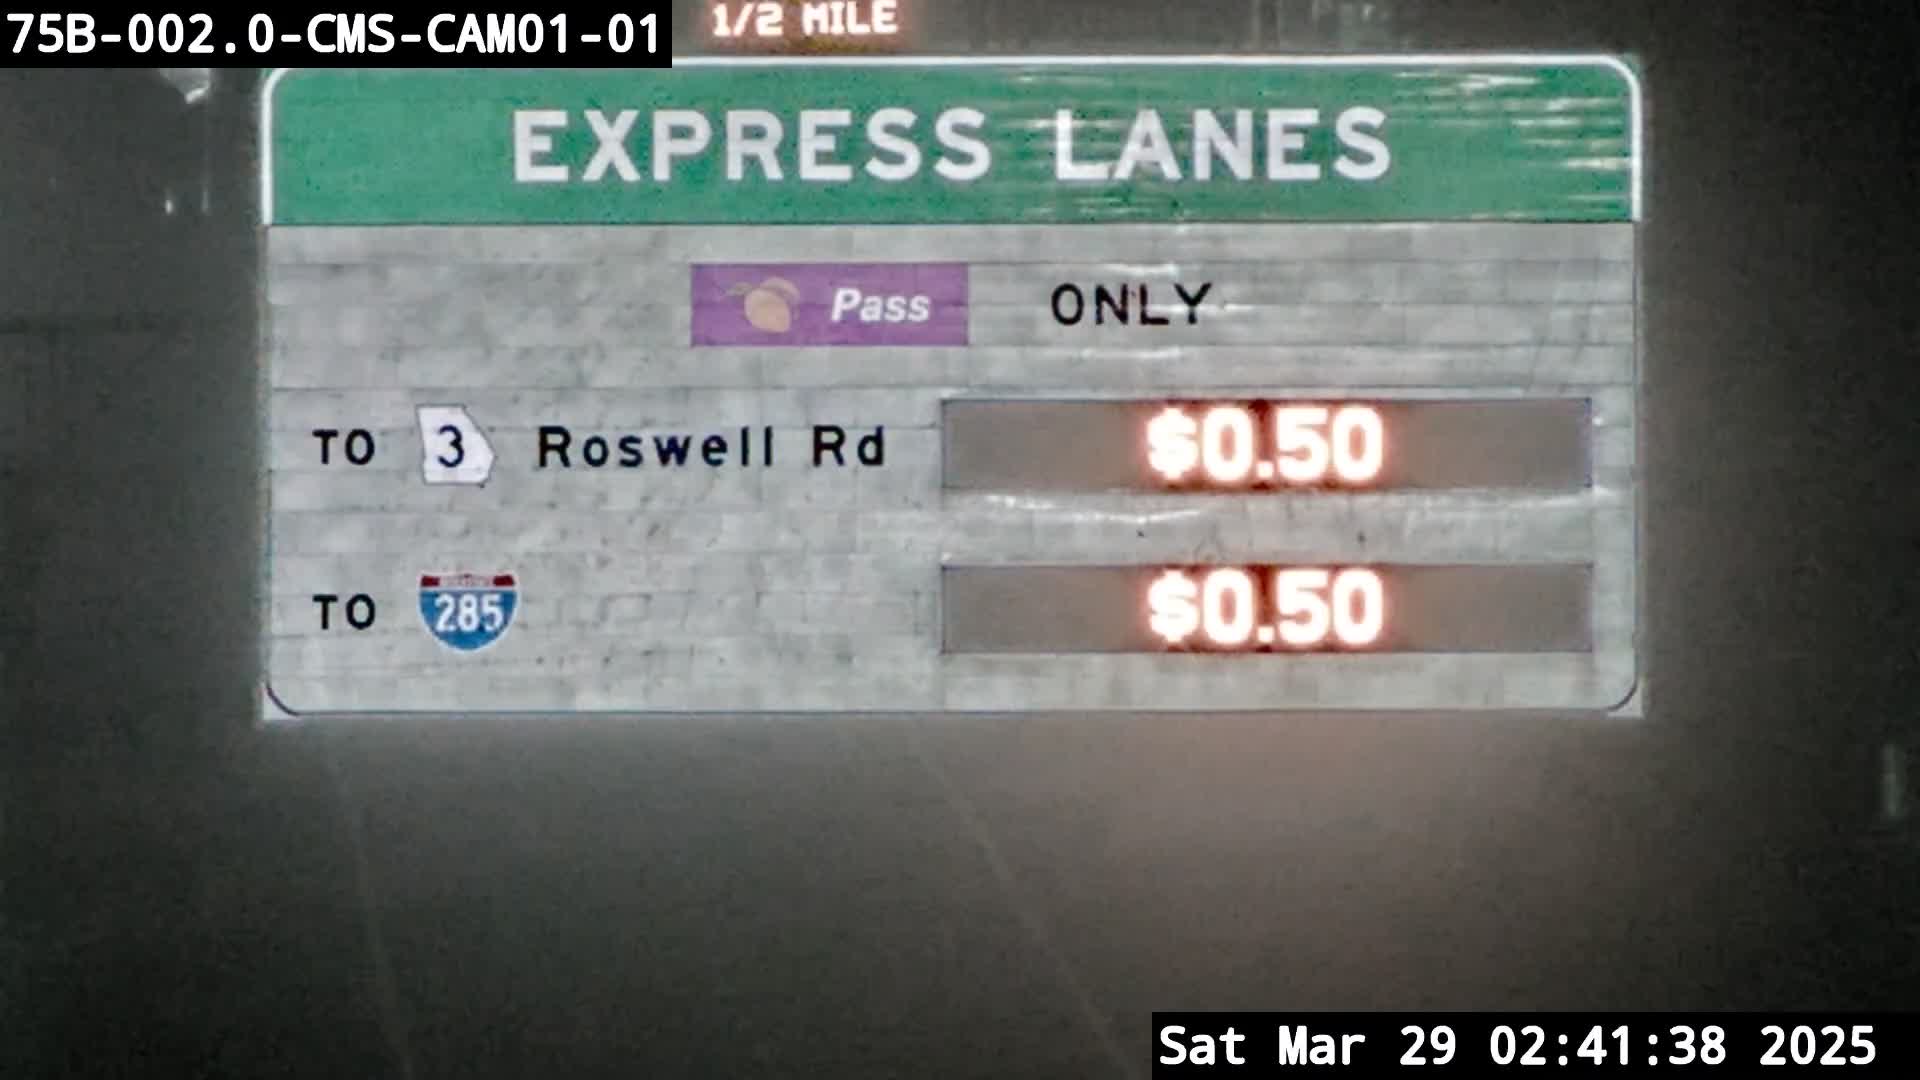 75B-002.0-CMS-CAM01-01
1/2 MILE
EXPRESS LANES
Pass ONLY
TO 3 Roswell Rd $0.50
TO 285 $0.50
Sat Mar 29 02:41:38 2025